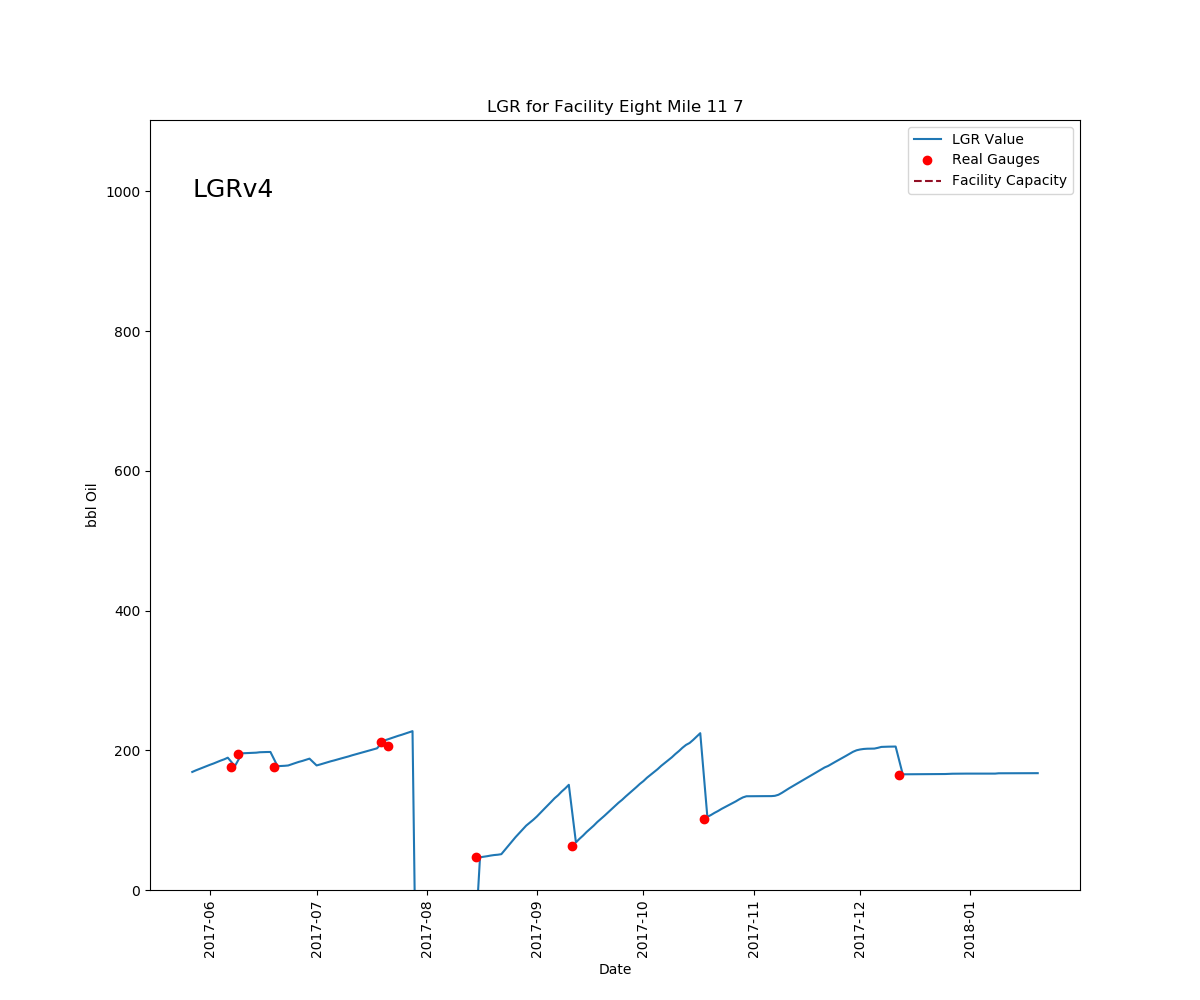 LGR for Facility Eight Mile 11 7
LGRv4
LGR Value
Real Gauges
Facility Capacity
1000
800
600
400
200
0
bbl Oil
2017-06
2017-07
2017-08
2017-09
2017-10
2017-11
2017-12
2018-01
Date